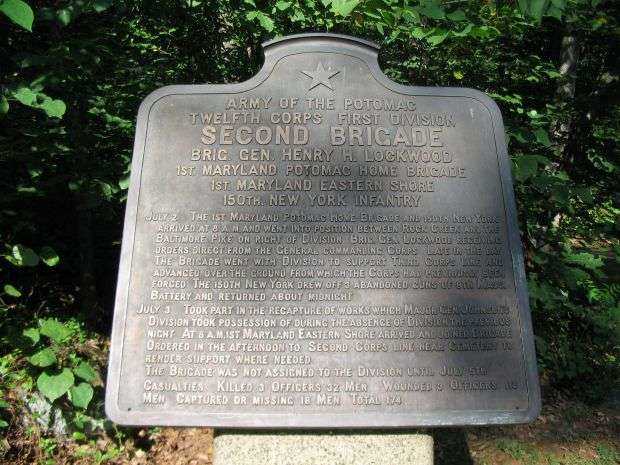 ARMY OF THE POTOMAC
TWELFTH CORPS FIRST DIVISION
SECOND BRIGADE
BRIG. GEN. HENRY H. LOCKWOOD
1ST MARYLAND POTOMAC HOME BRIGADE
1ST MARYLAND EASTERN SHORE
150TH NEW YORK INFANTRY
JULY 2 THE 1ST MARYLAND POTOMAC HOME BRIGADE AND 150TH NEW YORK
ARRIVED AT 8 A.M AND WENT INTO POSITION BETWEEN ROCK CREEK AND THE
BALTIMORE PIKE ON RIGHT OF DIVISION BRIG. GEN. LOCKWOOD RECEIVING
ORDERS DIRECT FROM THE GENERAL COMMANDING CORPS LATE IN THE DAY
THE BRIGADE WENT WITH DIVISION TO SUPPORT THIRD CORPS LINE AND
ADVANCED OVER THE GROUND FROM WHICH THE CORPS HAD PREVIOUSLY BEEN
FORCED THE 150TH NEW YORK DREW OFF 3 ABANDONED GUNS OF 9TH MASS.
BATTERY AND RETURNED ABOUT MIDNIGHT
JULY 3 TOOK PART IN THE RECAPTURE OF WORKS WHICH MAJOR GEN. JOHNSON'S
DIVISION TOOK POSSESSION OF DURING THE ABSENCE OF DIVISION THE PREVIOUS
NIGHT AT 8 A.M. 1ST MARYLAND EASTERN SHORE ARRIVED AND JOINED BRIGADE
ORDERED IN THE AFTERNOON TO SECOND CORPS LINE NEAR CEMETERY TO
RENDER SUPPORT WHERE NEEDED
THE BRIGADE WAS NOT ASSIGNED TO THE DIVISION UNTIL JULY 5TH
CASUALTIES KILLED 3 OFFICERS 32 MEN WOUNDED 3 OFFICERS 118
MEN CAPTURED OR MISSING 18 MEN TOTAL 174